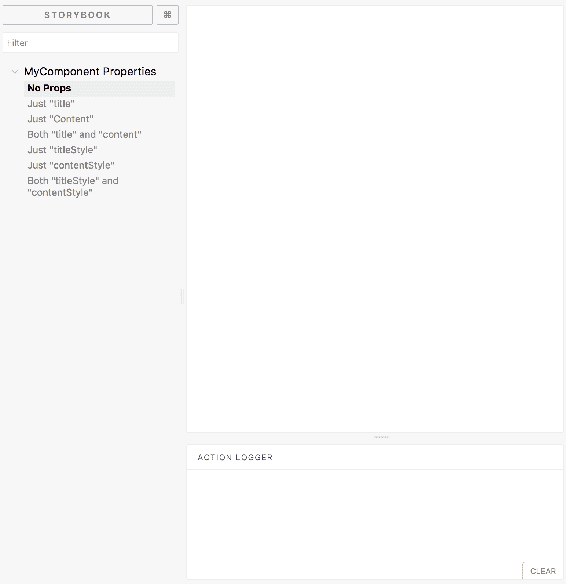 STORYBOOK
⌘
Filter
MyComponent Properties
No Props
Just "title"
Just "Content"
Both "title" and "content"
Just "titleStyle"
Just "contentStyle"
Both "titleStyle" and
"contentStyle"
ACTION LOGGER
CLEAR